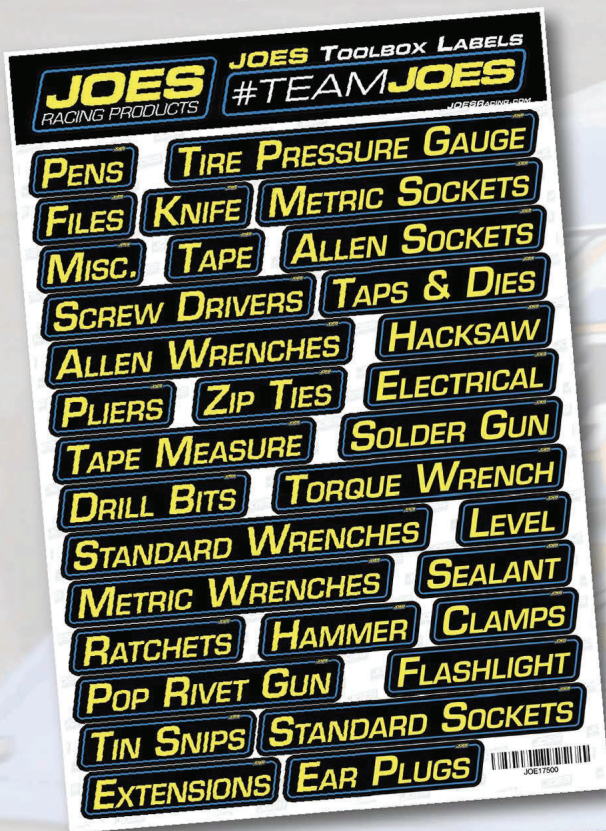 JOES
RACING PRODUCTS
JOES TOOLBOX LABELS
#TEAMJOES
JOESRACING.COM
PENS TIRE PRESSURE GAUGE
FILES KNIFE METRIC SOCKETS
MISC. TAPE ALLEN SOCKETS
SCREW DRIVERS TAPS & DIES
ALLEN WRENCHES HACKSAW
PLIERS ZIP TIES ELECTRICAL
TAPE MEASURE SOLDER GUN
DRILL BITS TORQUE WRENCH
STANDARD WRENCHES LEVEL
METRIC WRENCHES SEALANT
RATCHETS HAMMER CLAMPS
POP RIVET GUN FLASHLIGHT
TIN SNIPS STANDARD SOCKETS
EXTENSIONS EAR PLUGS
JOE17500